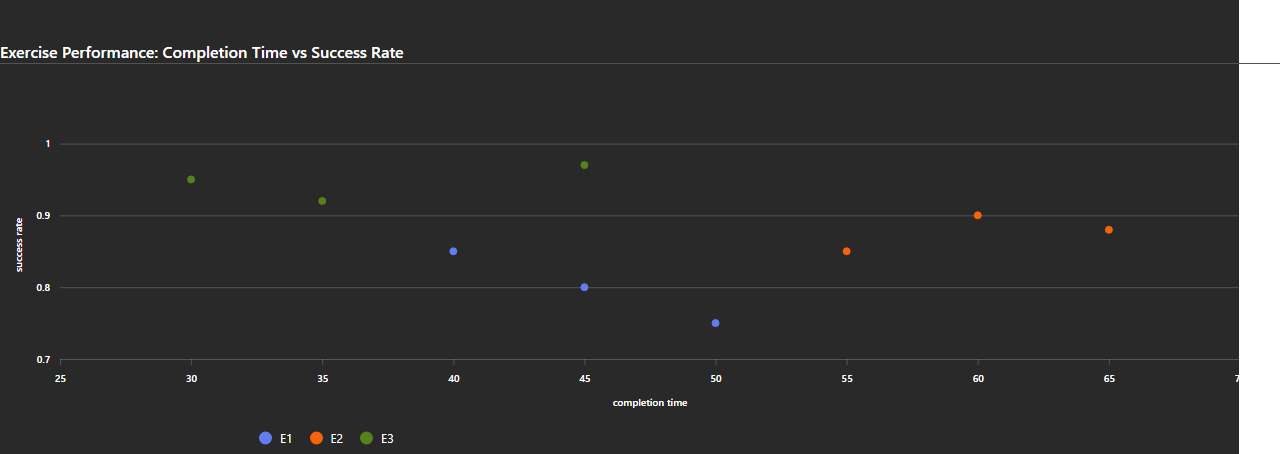 Exercise Performance: Completion Time vs Success Rate
1
0.9
0.8
0.7
success rate
25 30 35 40 45 50 55 60 65 7
completion time
E1 E2 E3